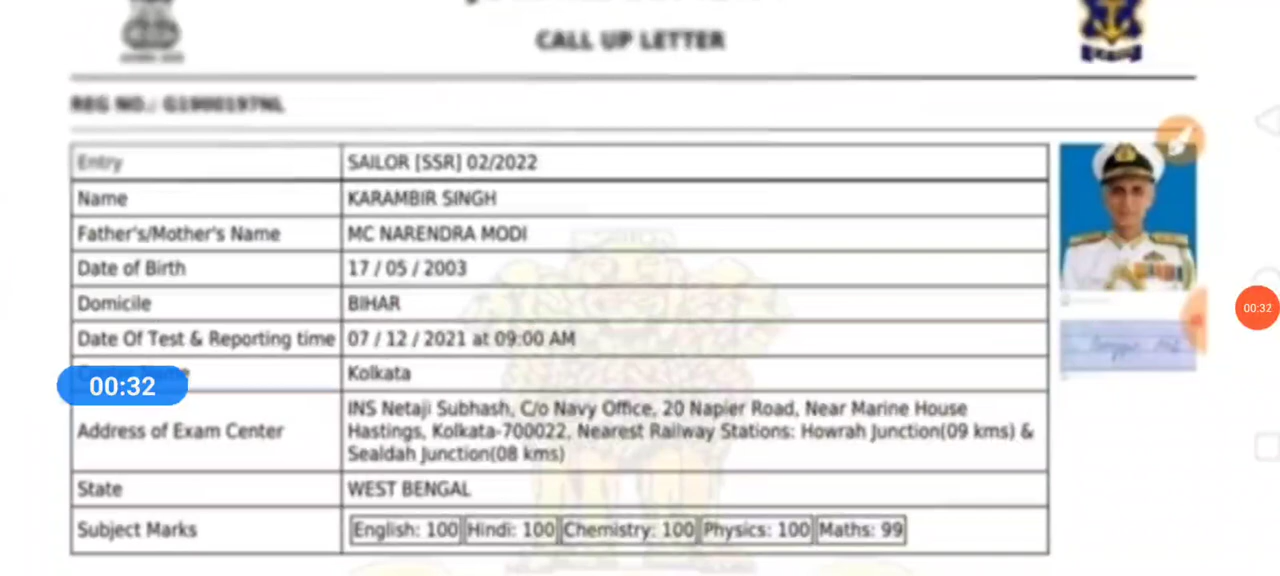 CALL UP LETTER
REG NO.: G1900197NL
Entry SAILOR [SSR] 02/2022
Name KARAMBIR SINGH
Father's/Mother's Name MC NARENDRA MODI
Date of Birth 17 / 05 / 2003
Domicile BIHAR
Date Of Test & Reporting time 07 / 12 / 2021 at 09:00 AM
Kolkata
00:32
00:32
Address of Exam Center INS Netaji Subhash, C/o Navy Office, 20 Napier Road, Near Marine House
Hastings, Kolkata-700022, Nearest Railway Stations: Howrah Junction(09 kms) &
Sealdah Junction(08 kms)
State WEST BENGAL
Subject Marks English: 100 Hindi: 100 Chemistry: 100 Physics: 100 Maths: 99